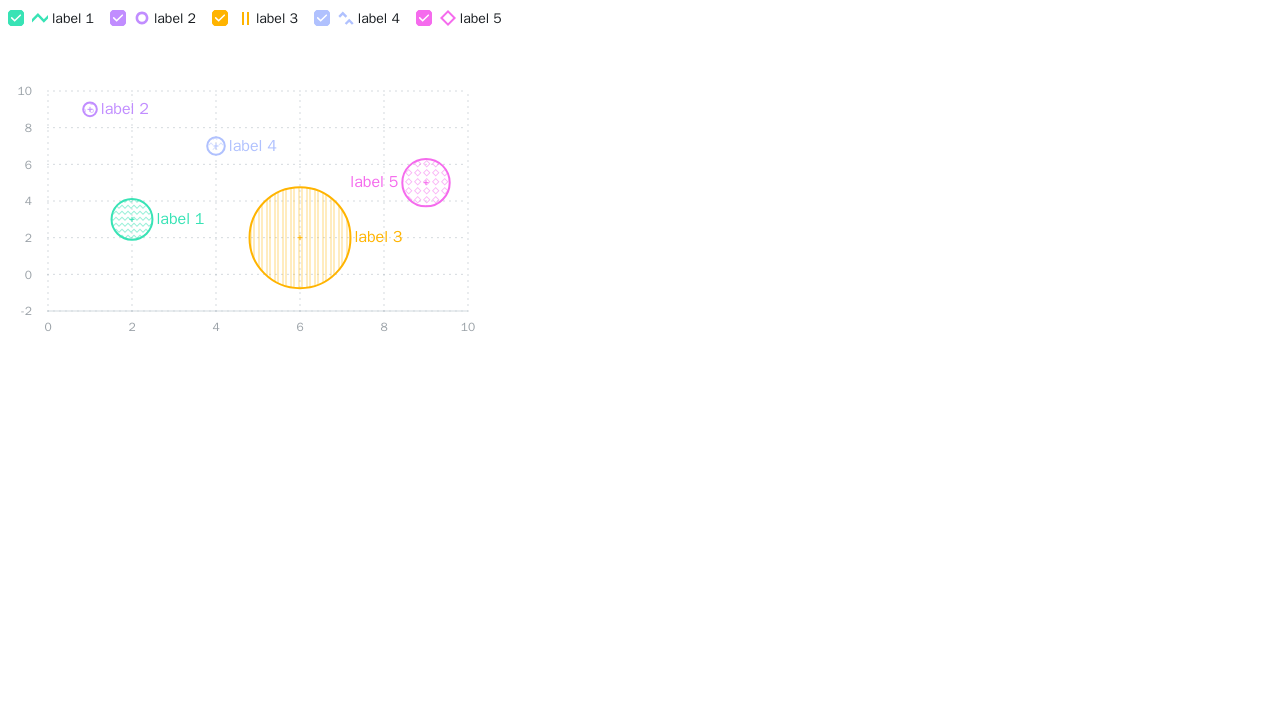 label 1 label 2 label 3 label 4 label 5
10
label 2
8
label 4
6
label 5
4
label 1
2
label 3
0
-2
0 2 4 6 8 10